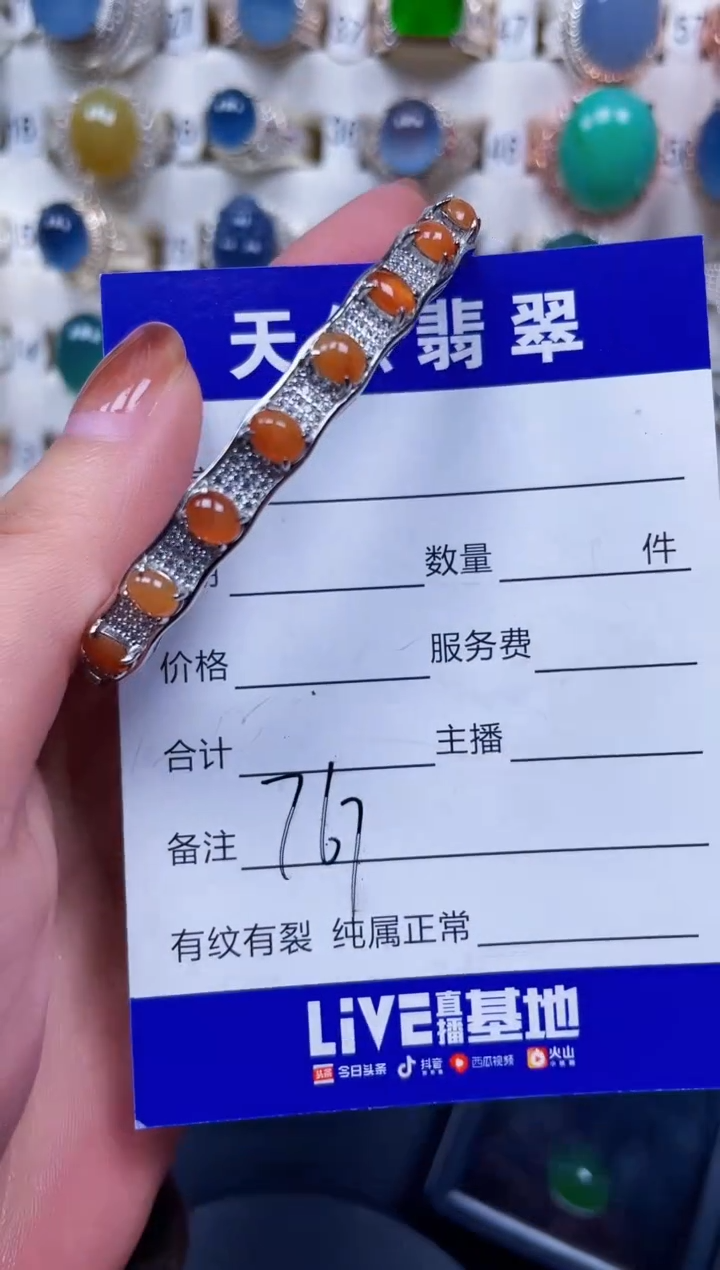 天 翡翠
数量 件
价格 服务费
合计 主播
备注 767
有纹有裂 纯属正常
LiVE直播基地
头条 今日头条 抖音 西瓜视频 火山